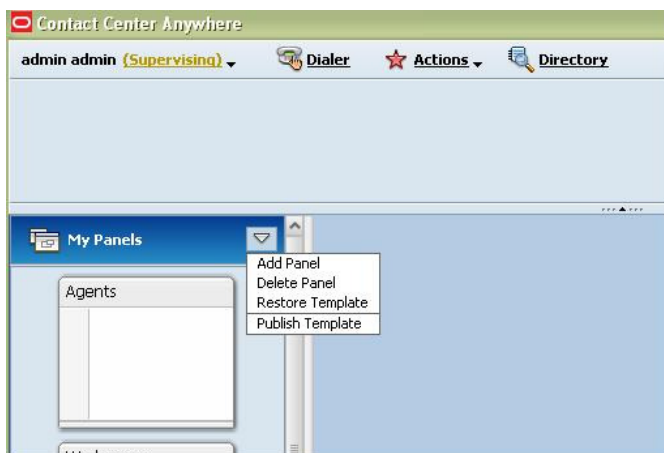 Contact Center Anywhere
admin admin (Supervising) Dialer Actions Directory
My Panels
Add Panel
Delete Panel
Restore Template
Publish Template
Agents